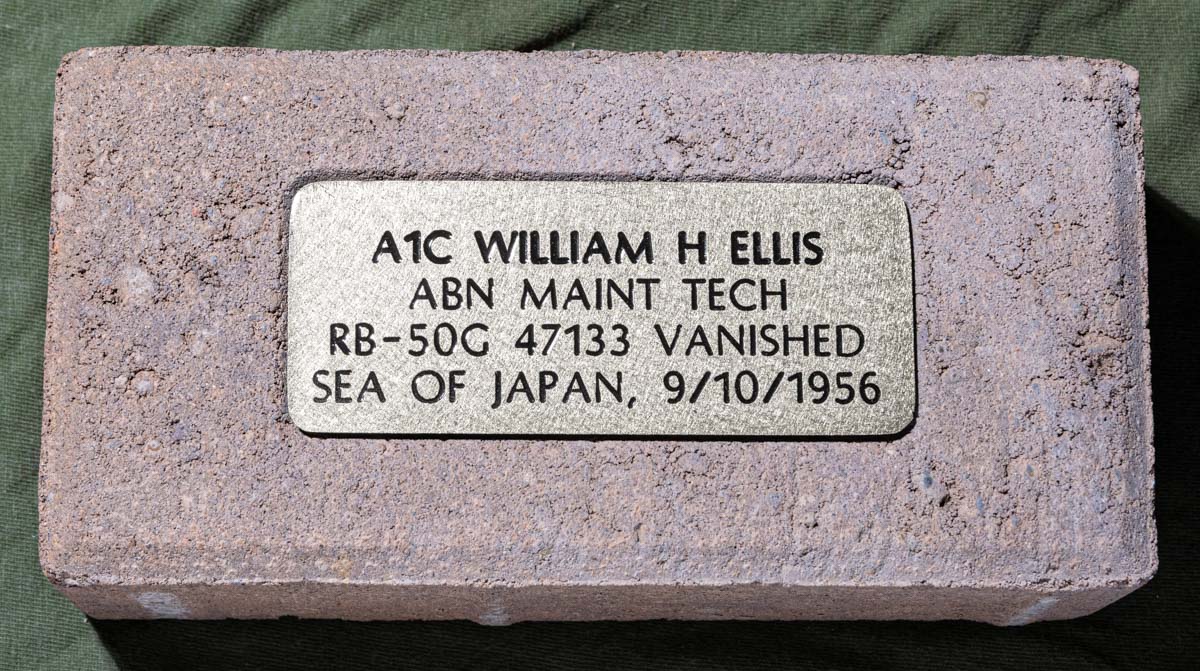 A1C WILLIAM H ELLIS
ABN MAINT TECH
RB-50G 47133 VANISHED
SEA OF JAPAN, 9/10/1956